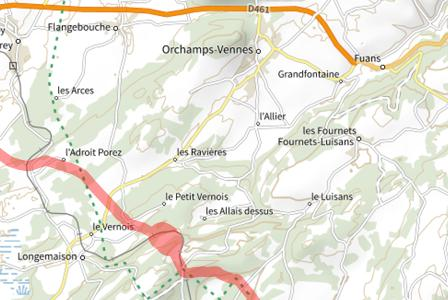 D461
Flangebouche
Orchamps-Vennes
Fuans
Grandfontaine
les Arces
l'Allier
les Fournets
Fournets-Luisans
l'Adroit Porez
les Ravières
le Petit Vernois
le Luisans
les Allais dessus
le Vernois
Longemaison